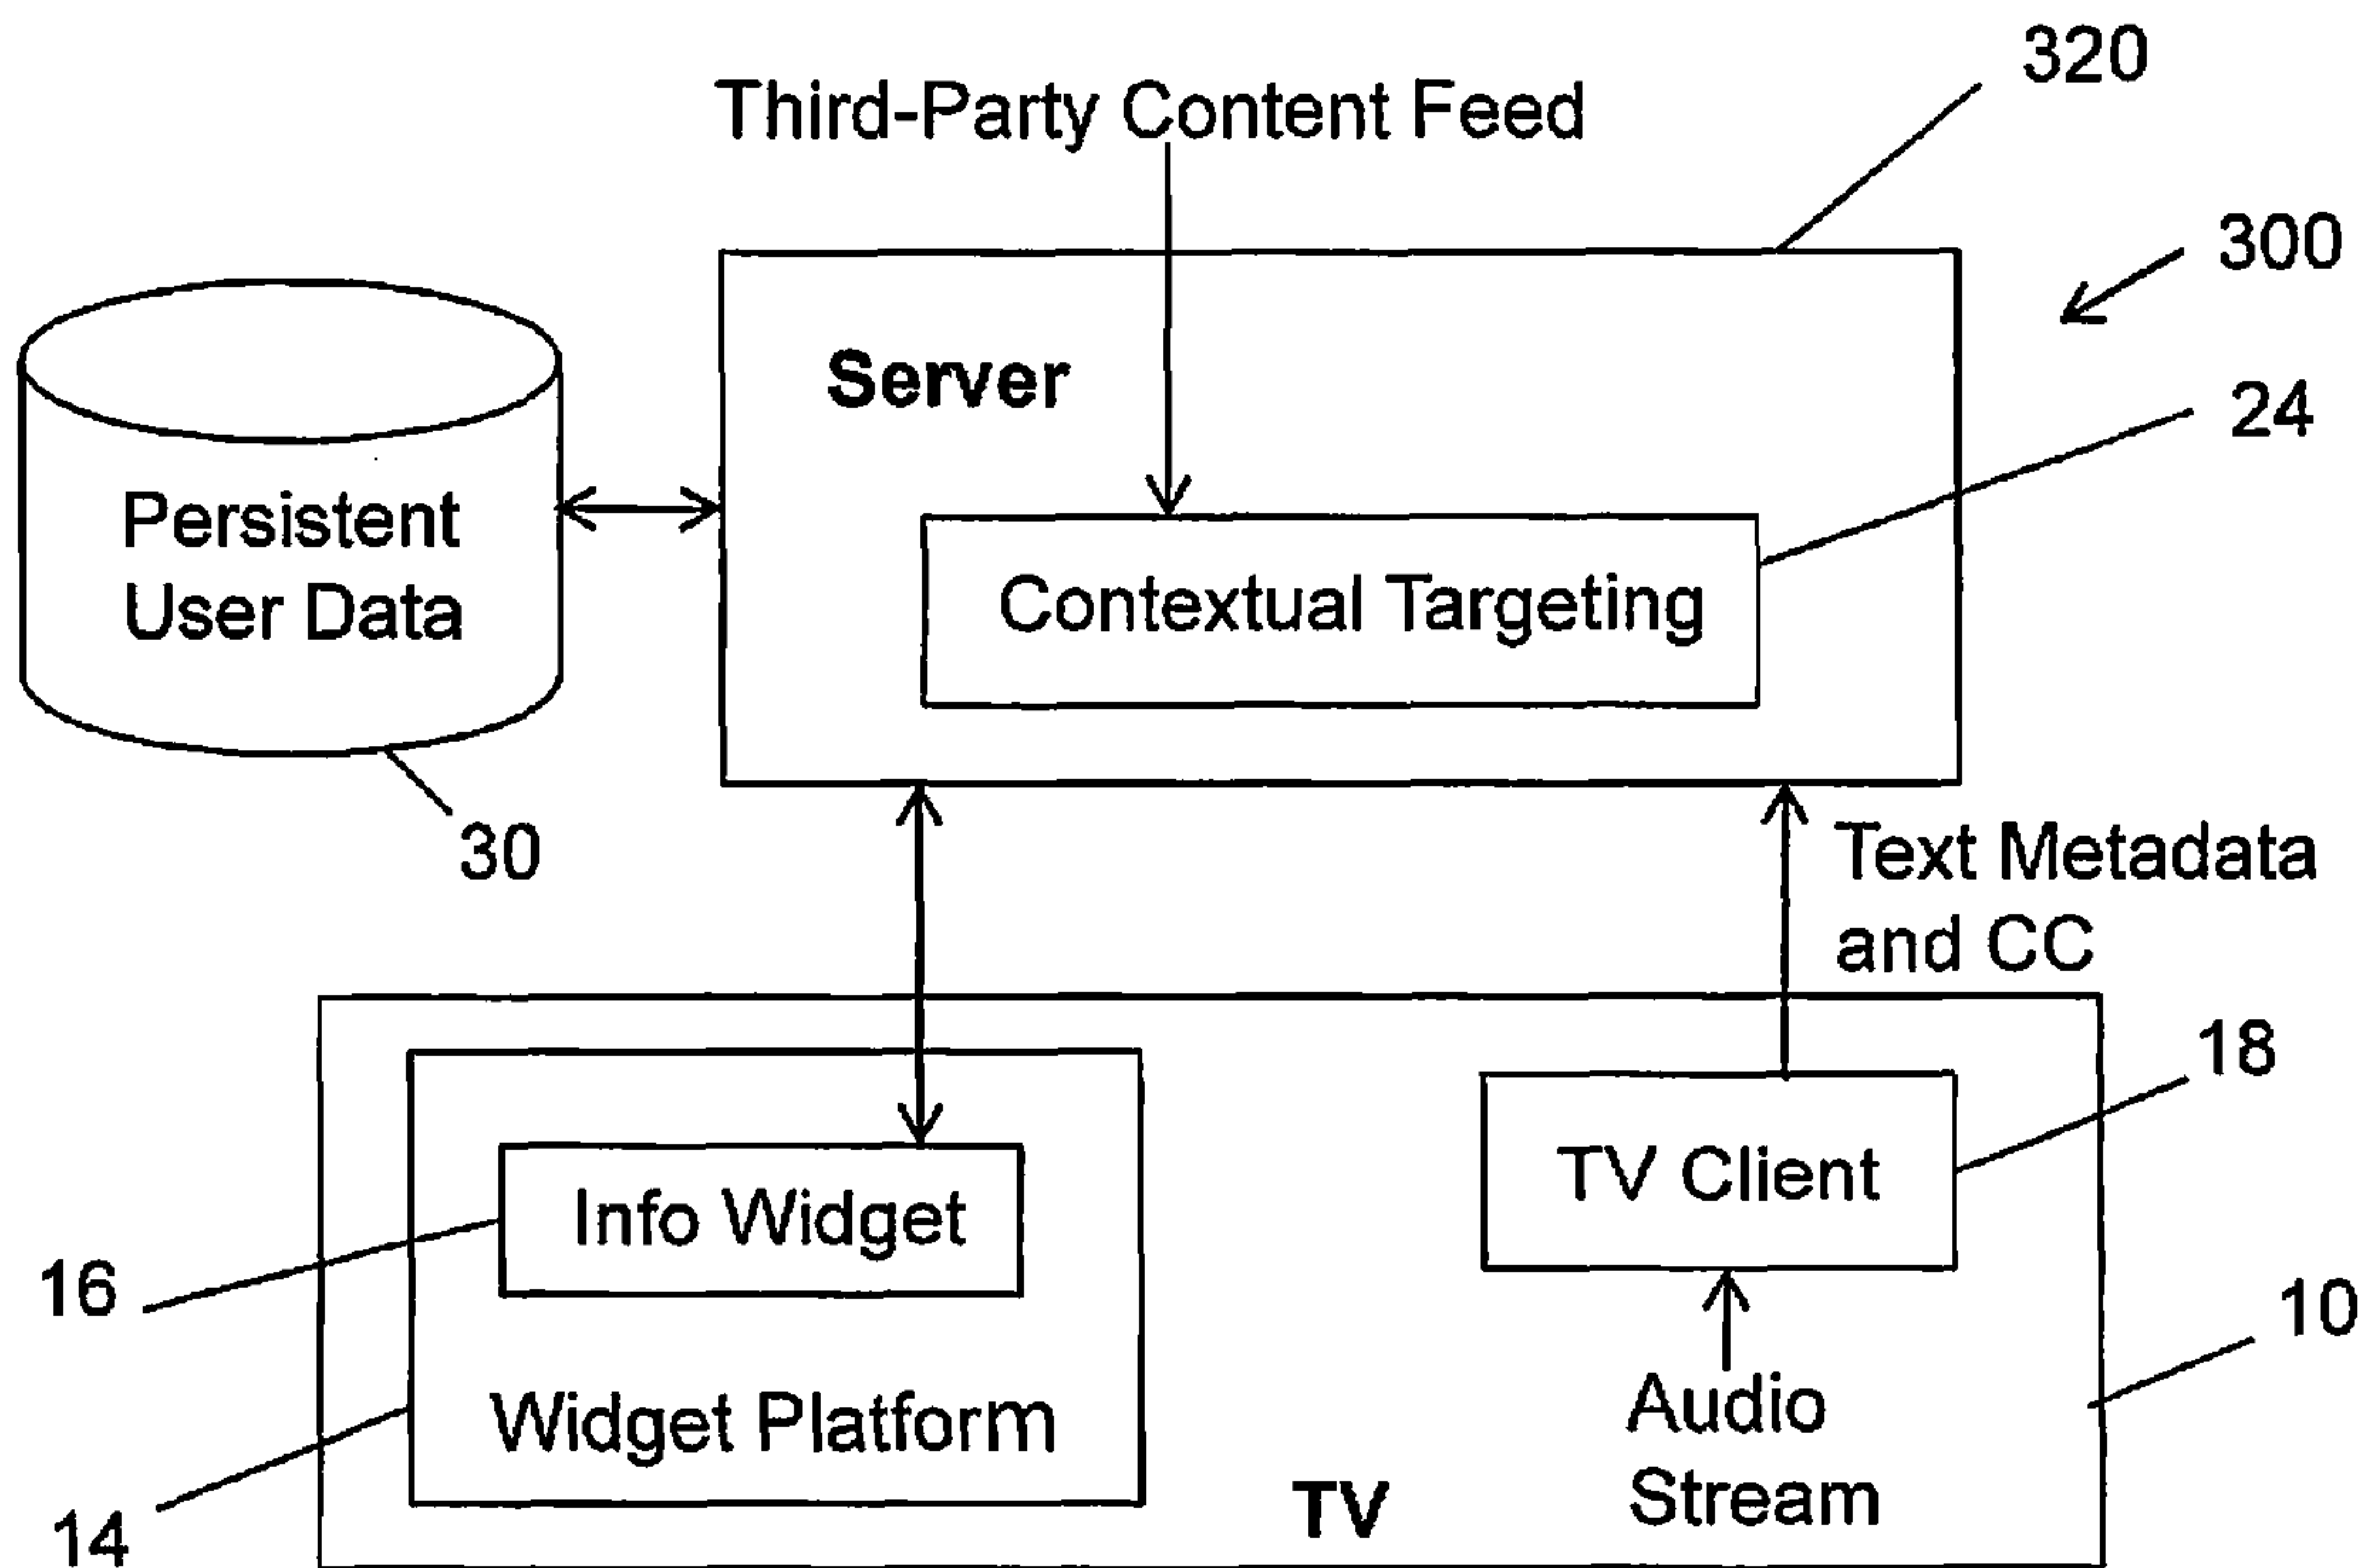 320
Third-Party Content Feed
300
Server
24
Persistent
User Data
Contextual Targeting
30
Text Metadata
and CC
18
TV Client
Info Widget
16
10
Widget Platform
Audio
Stream
TV
14